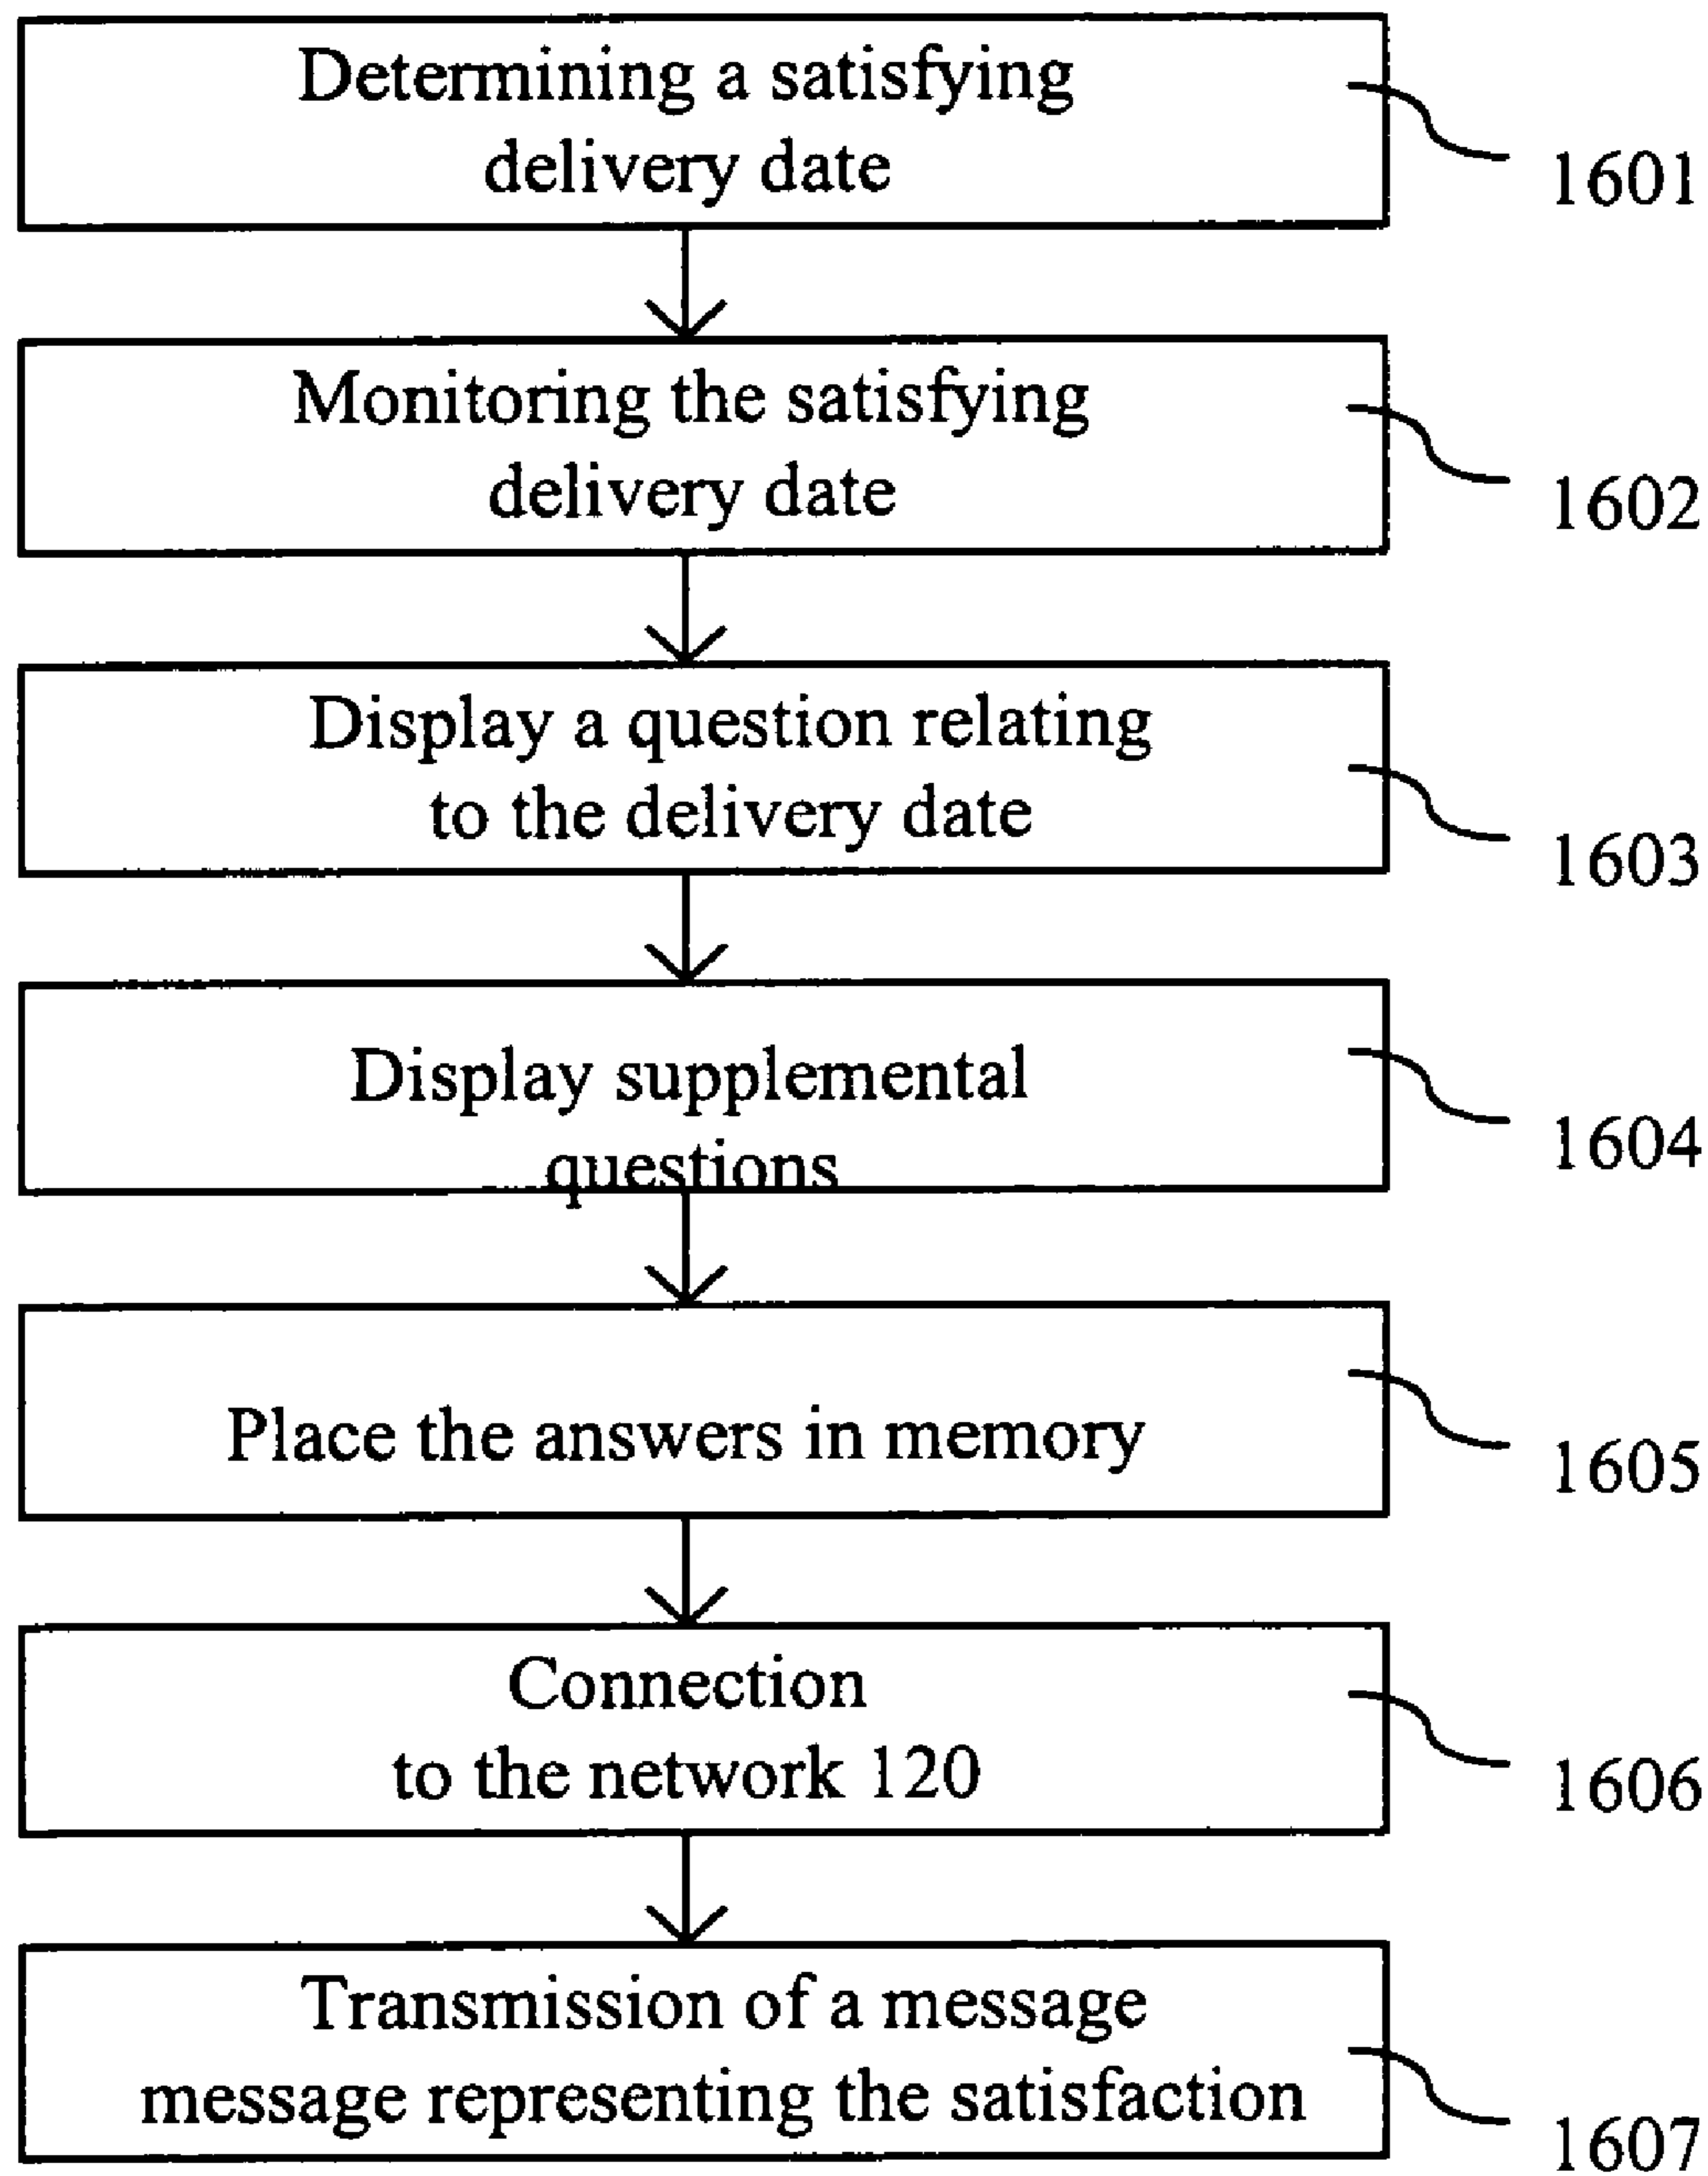 Determining a satisfying
delivery date
1601
Monitoring the satisfying
delivery date
1602
Display a question relating
to the delivery date
1603
Display supplemental
questions
1604
Place the answers in memory
1605
Connection
to the network 120
1606
Transmission of a message
message representing the satisfaction
1607